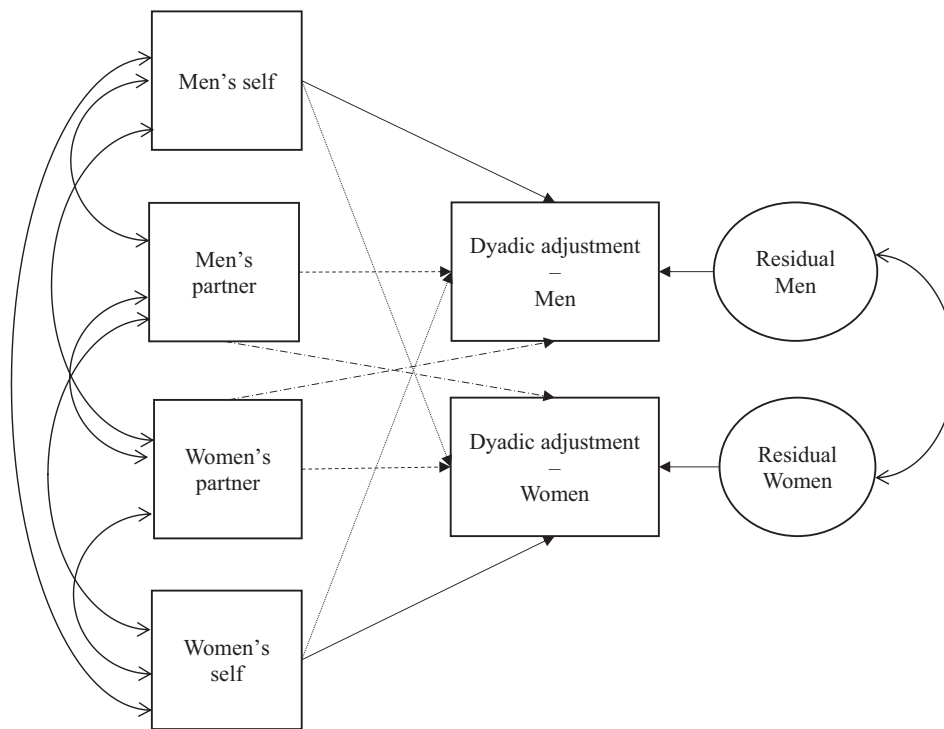 Men’s self
Men’s
partner
Dyadic adjustment
–
Men
Residual
Men
Women’s
partner
Dyadic adjustment
–
Women
Residual
Women
Women’s
self